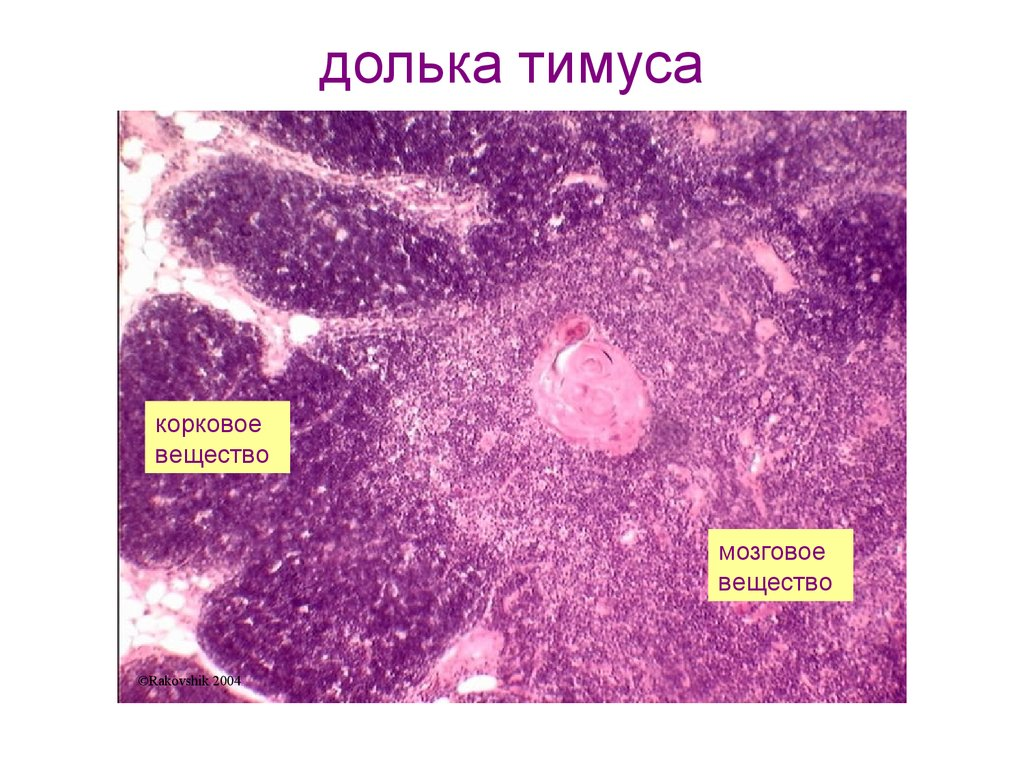 долька тимуса
корковое
вещество
мозговое
вещество
©Rakovshik 2004